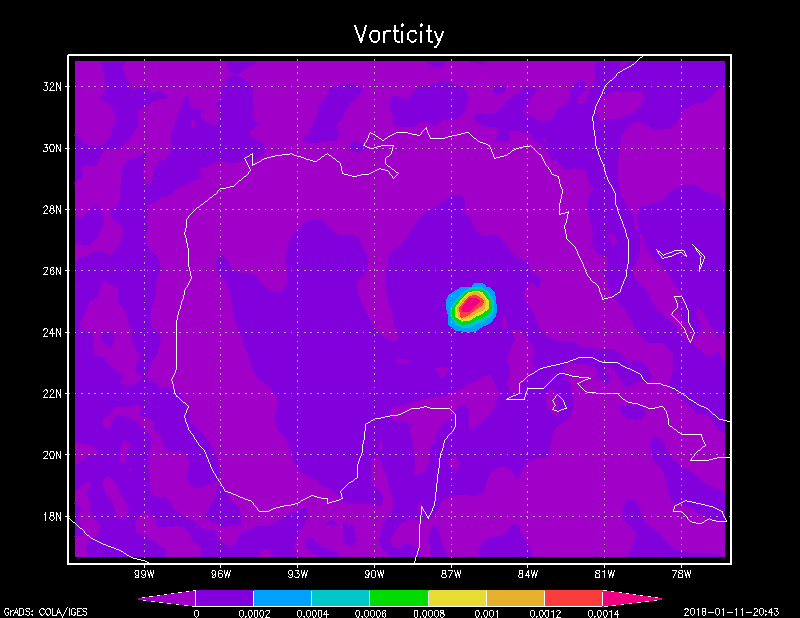 Vorticity
32N
30N
28N
26N
24N
22N
20N
18N
99W 96W 93W 90W 87W 84W 81W 78W
0 0.0002 0.0004 0.0006 0.0008 0.001 0.0012 0.0014
GrADS: COLA/IGES 2018-01-11-20:43